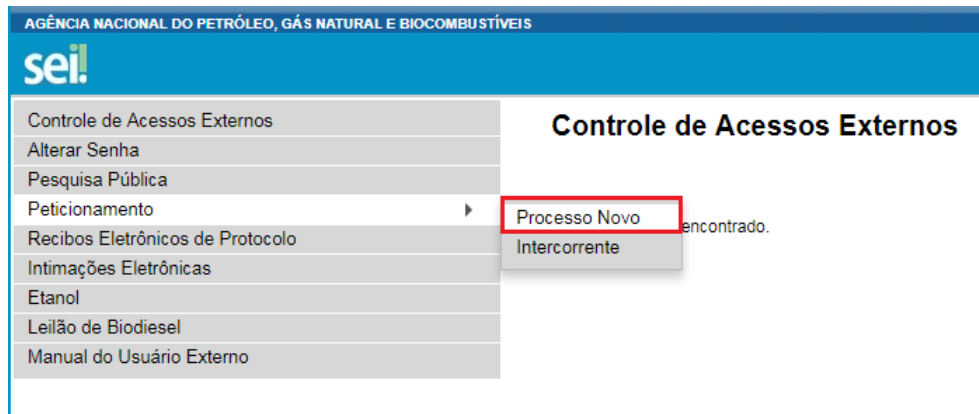 AGÊNCIA NACIONAL DO PETRÓLEO, GÁS NATURAL E BIOCOMBUSTÍVEIS
sei!
Controle de Acessos Externos
Alterar Senha
Pesquisa Pública
Peticionamento
Recibos Eletrônicos de Protocolo
Intimações Eletrônicas
Etanol
Leilão de Biodiesel
Manual do Usuário Externo
Processo Novo
Intercorrente
Controle de Acessos Externos
encontrado.